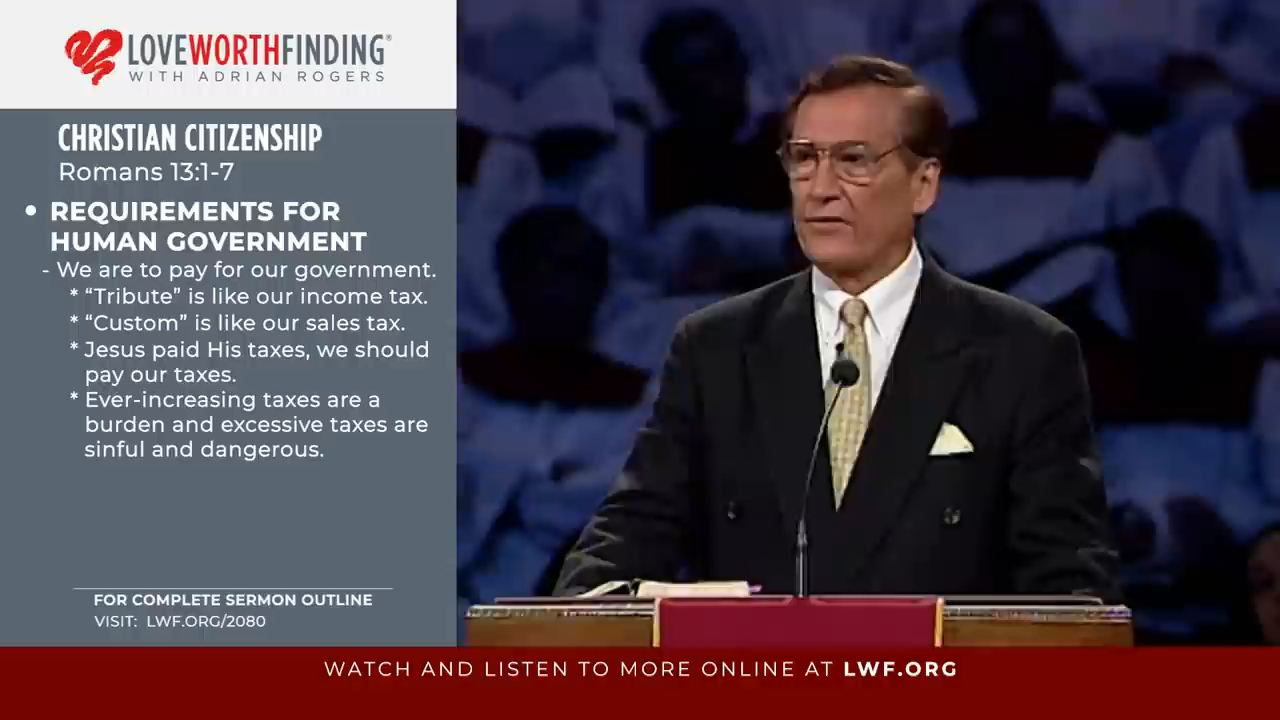 LOVEWORTHFINDING®
WITH ADRIAN ROGERS
CHRISTIAN CITIZENSHIP
Romans 13:1-7
• REQUIREMENTS FOR
HUMAN GOVERNMENT
- We are to pay for our government.
* “Tribute” is like our income tax.
* “Custom” is like our sales tax.
* Jesus paid His taxes, we should
pay our taxes.
* Ever-increasing taxes are a
burden and excessive taxes are
sinful and dangerous.
FOR COMPLETE SERMON OUTLINE
VISIT: LWF.ORG/2080
WATCH AND LISTEN TO MORE ONLINE AT LWF.ORG